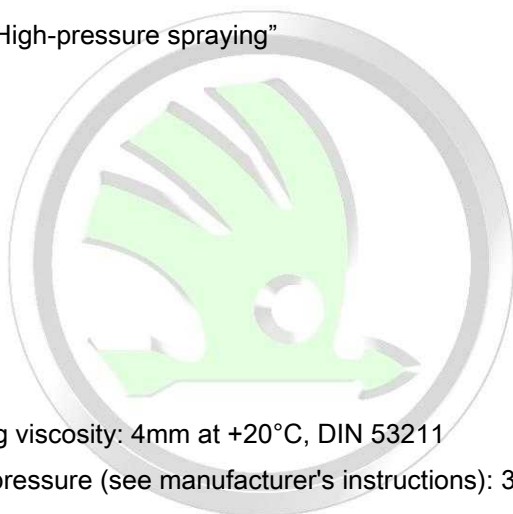 High-pressure spraying”
g viscosity: 4mm at +20°C, DIN 53211
pressure (see manufacturer's instructions): 3